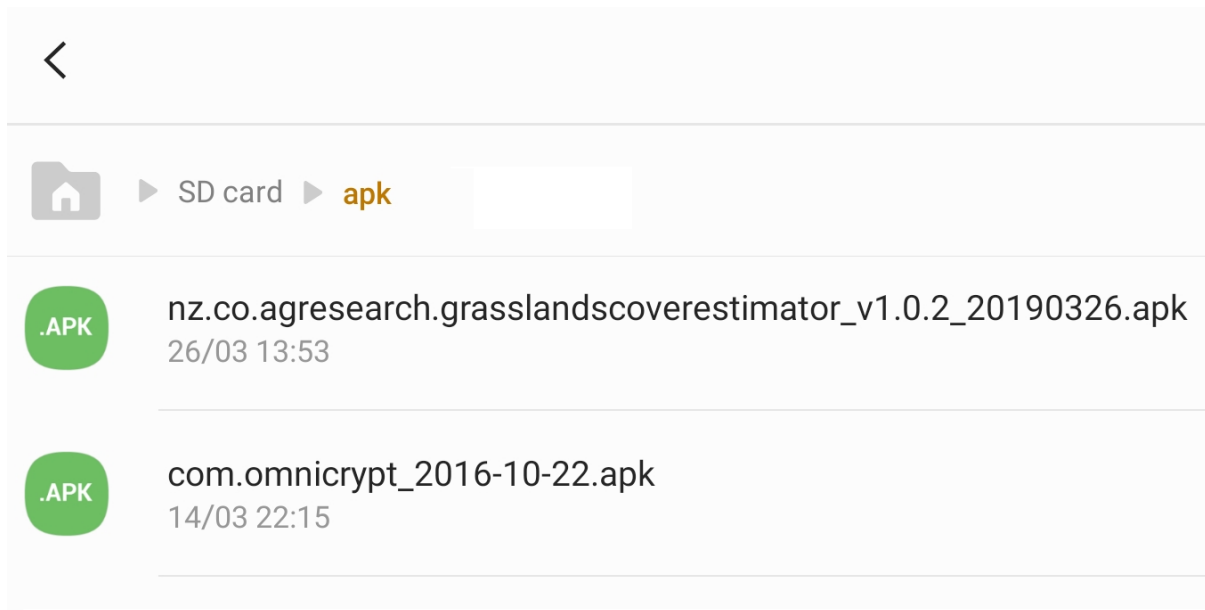 SD card apk
.APK
nz.co.agresearch.grasslandscoverestimator_v1.0.2_20190326.apk
26/03 13:53
.APK
com.omnicrypt_2016-10-22.apk
14/03 22:15